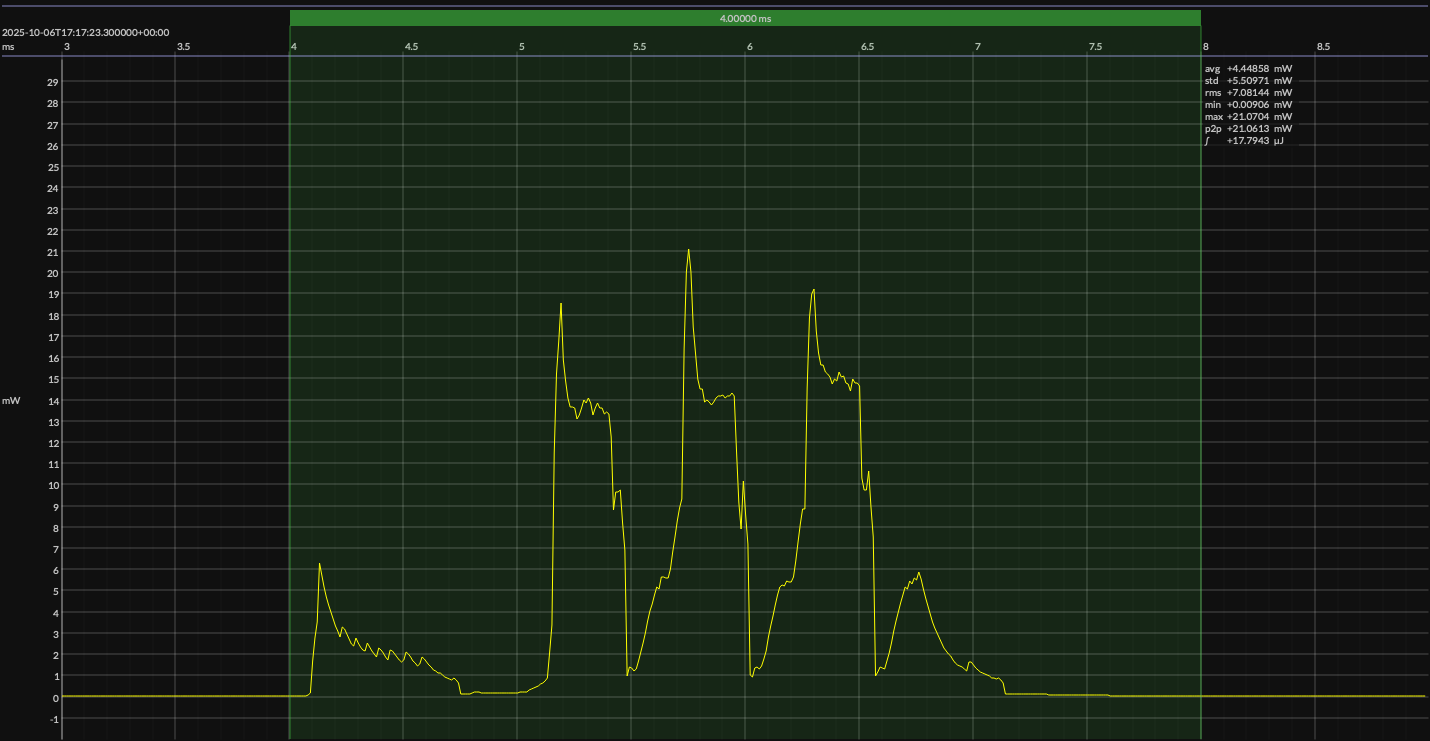 4.00000 ms
2025-10-06T17:17:23.300000+00:00
ms 3 3.5 4 4.5 5 5.5 6 6.5 7 7.5 8 8.5
avg +4.44858 mW
std +5.50971 mW
rms +7.08144 mW
min +0.00906 mW
max +21.0704 mW
p2p +21.0613 mW
∫ +17.7943 µJ
29
28
27
26
25
24
23
22
21
20
19
18
17
16
15
mW 14
13
12
11
10
9
8
7
6
5
4
3
2
1
0
-1